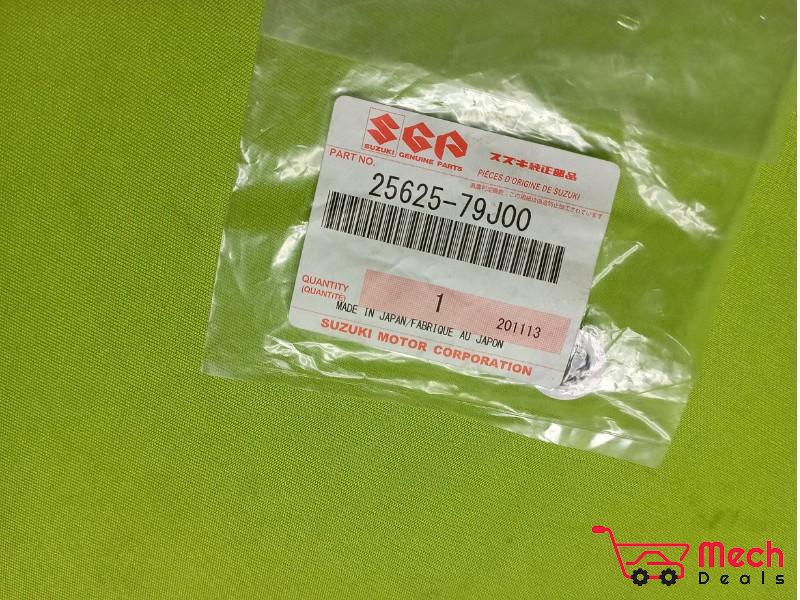 SGP
SUZUKI GENUINE PARTS
スズキ純正部品
PIÈCES D'ORIGINE DE SUZUKI
PART NO.
25625-79J00
QUANTITY
(QUANTITÉ)
1
201113
MADE IN JAPAN/FABRIQUE AU JAPON
SUZUKI MOTOR CORPORATION
Mech
Deals